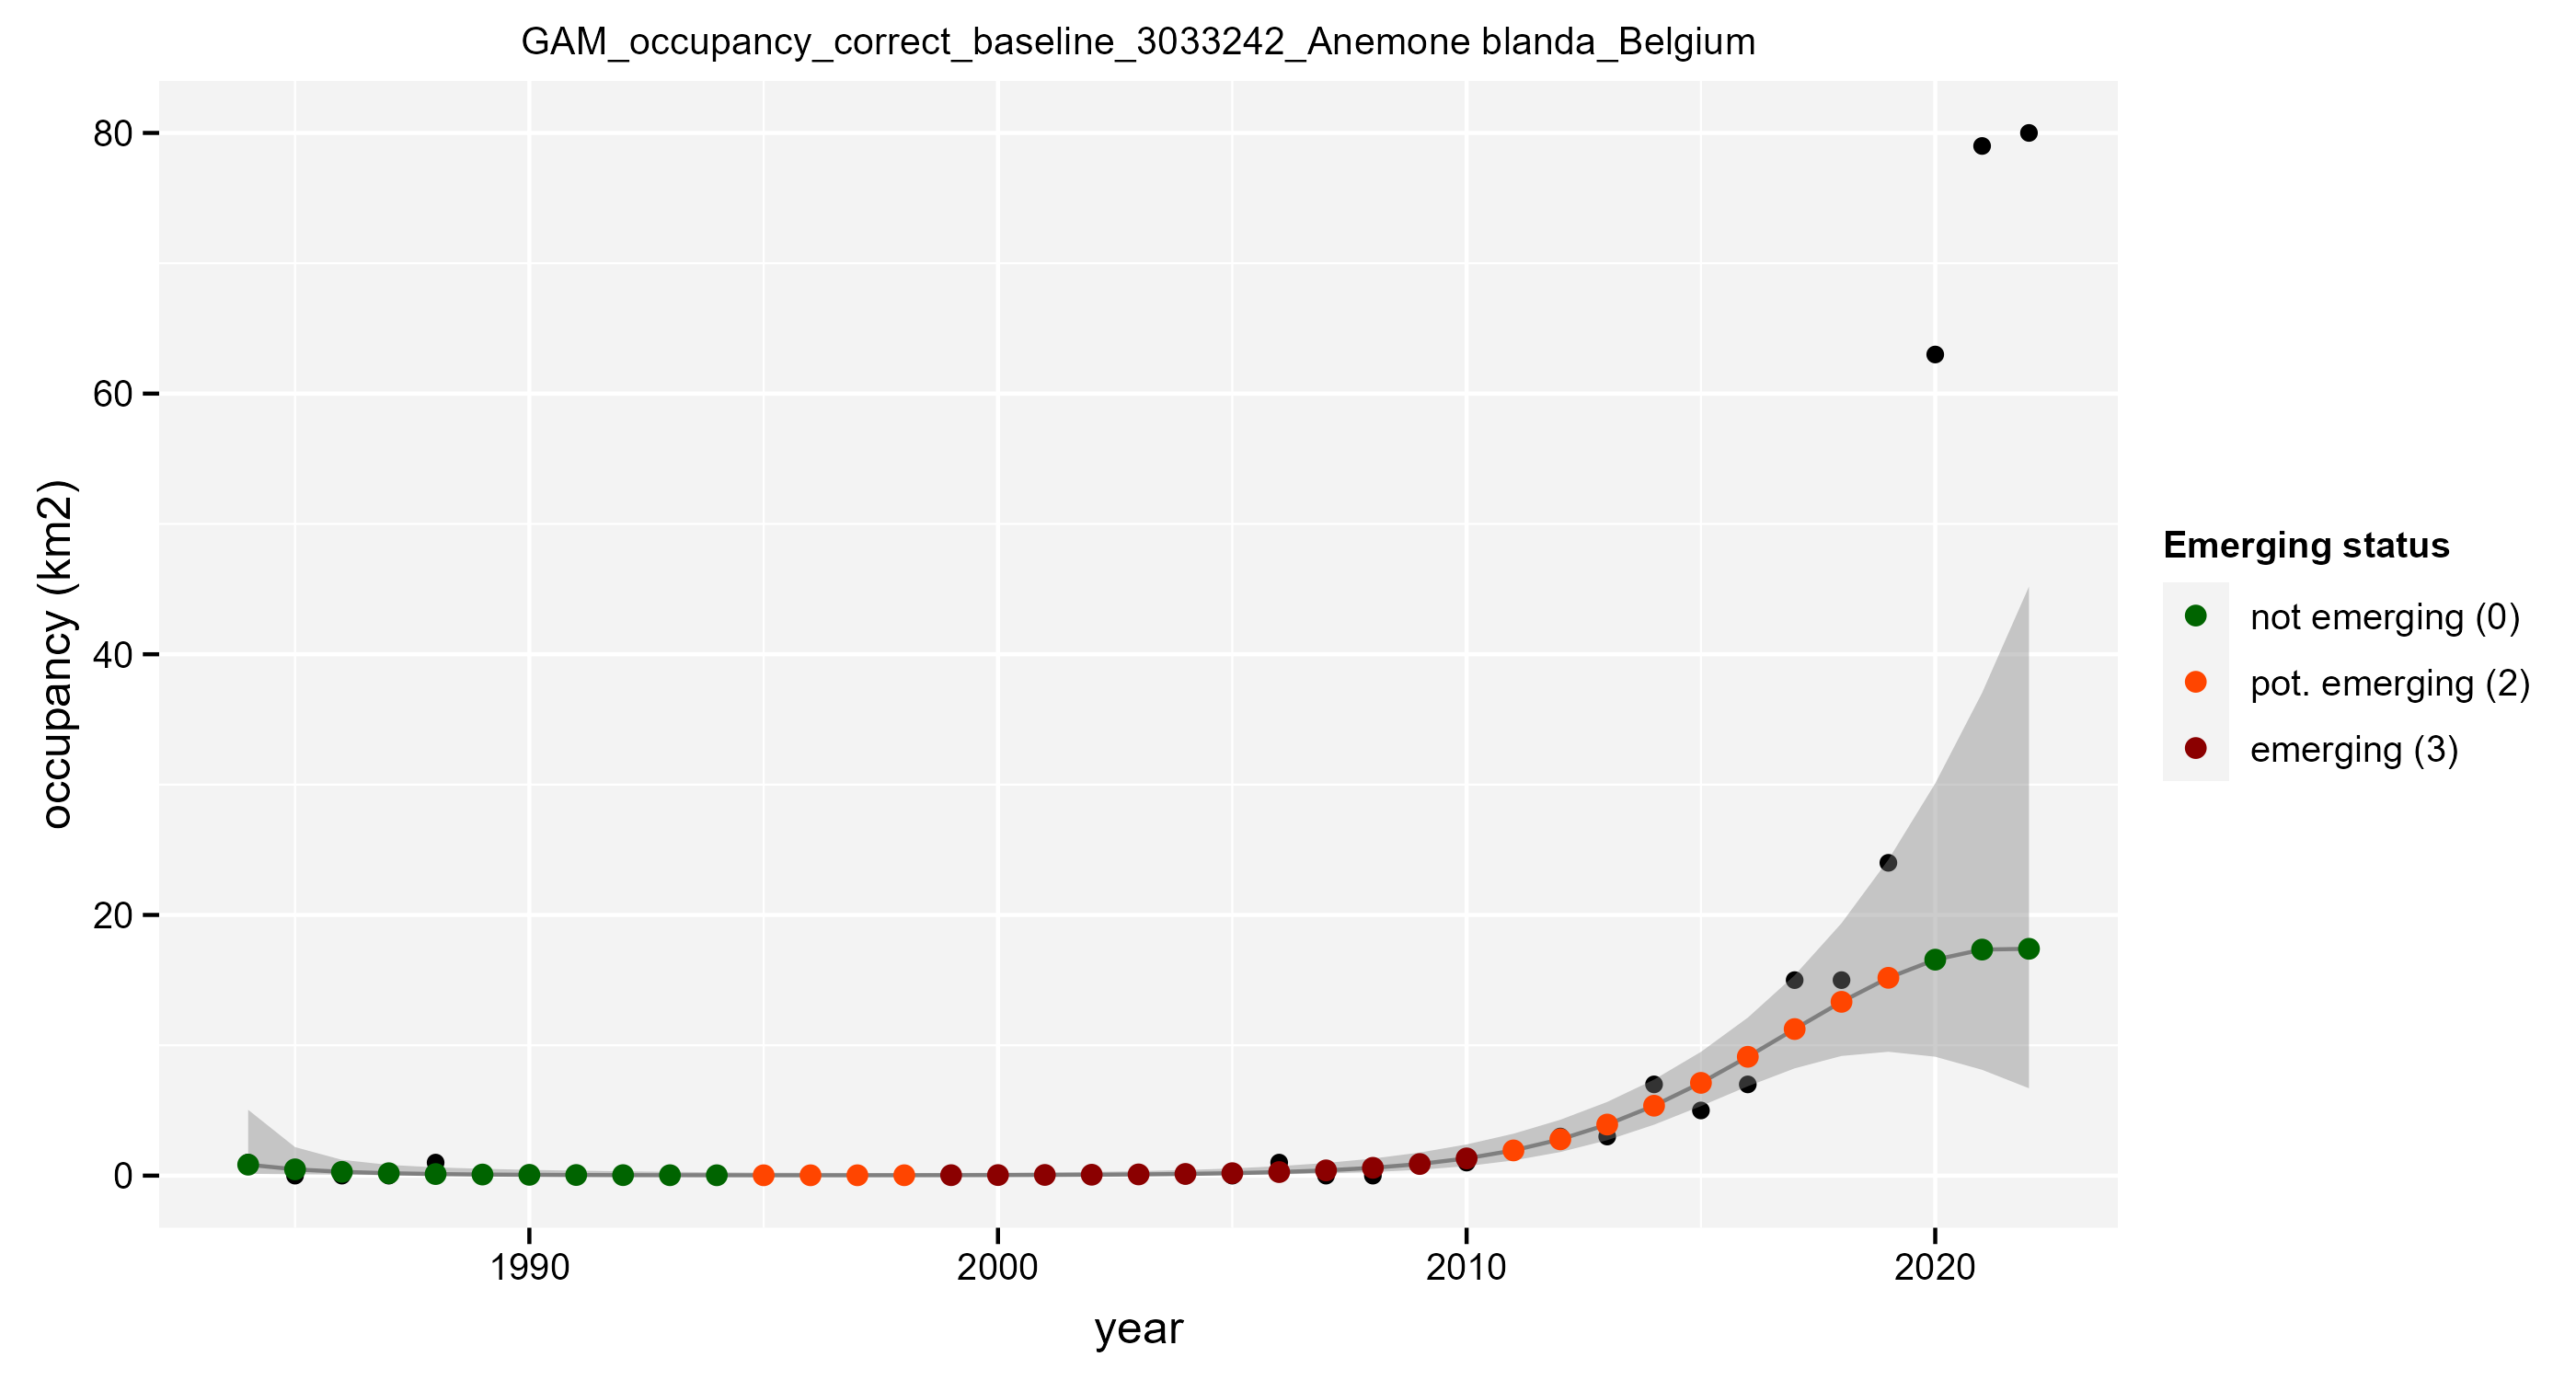 GAM_occupancy_correct_baseline_3033242_Anemone blanda_Belgium
80
60
40
20
0
occupancy (km2)
1990
2000
2010
2020
year
Emerging status
not emerging (0)
pot. emerging (2)
emerging (3)